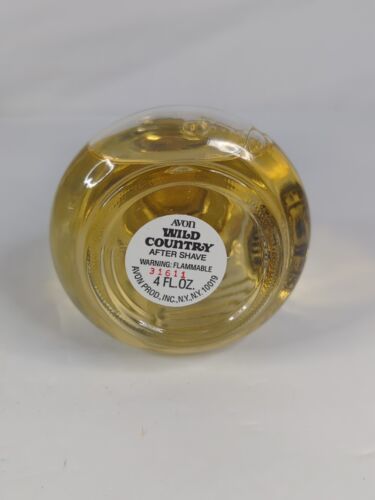 AVON
WILD
COUNTRY
AFTER SHAVE
WARNING: FLAMMABLE
31611
4 FL.OZ.
AVON PROD., INC., N.Y., N.Y. 10019